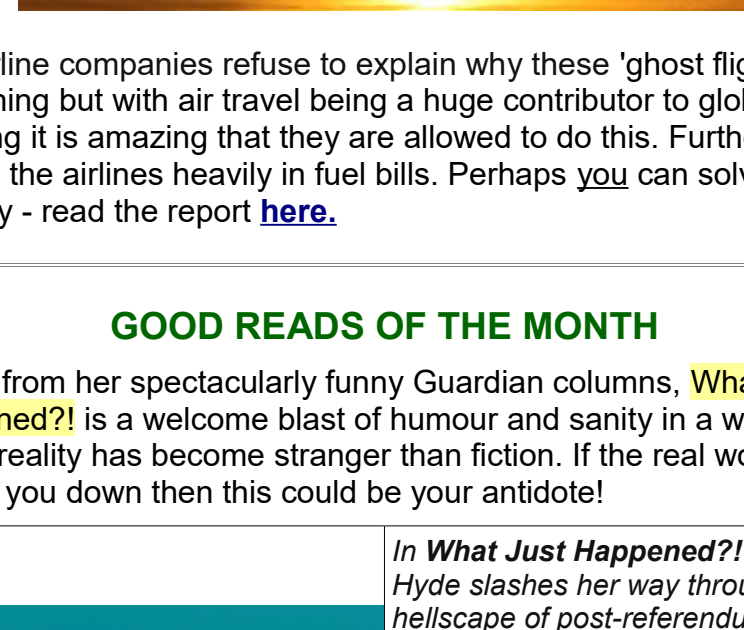 line companies refuse to explain why these 'ghost flig
ning but with air travel being a huge contributor to glob
g it is amazing that they are allowed to do this. Furthe
the airlines heavily in fuel bills. Perhaps you can solv
y - read the report here.
GOOD READS OF THE MONTH
from her spectacularly funny Guardian columns, Wha
ned?! is a welcome blast of humour and sanity in a w
reality has become stranger than fiction. If the real wo
you down then this could be your antidote!
In What Just Happened?!
Hyde slashes her way throu
hellscape of post-referendu